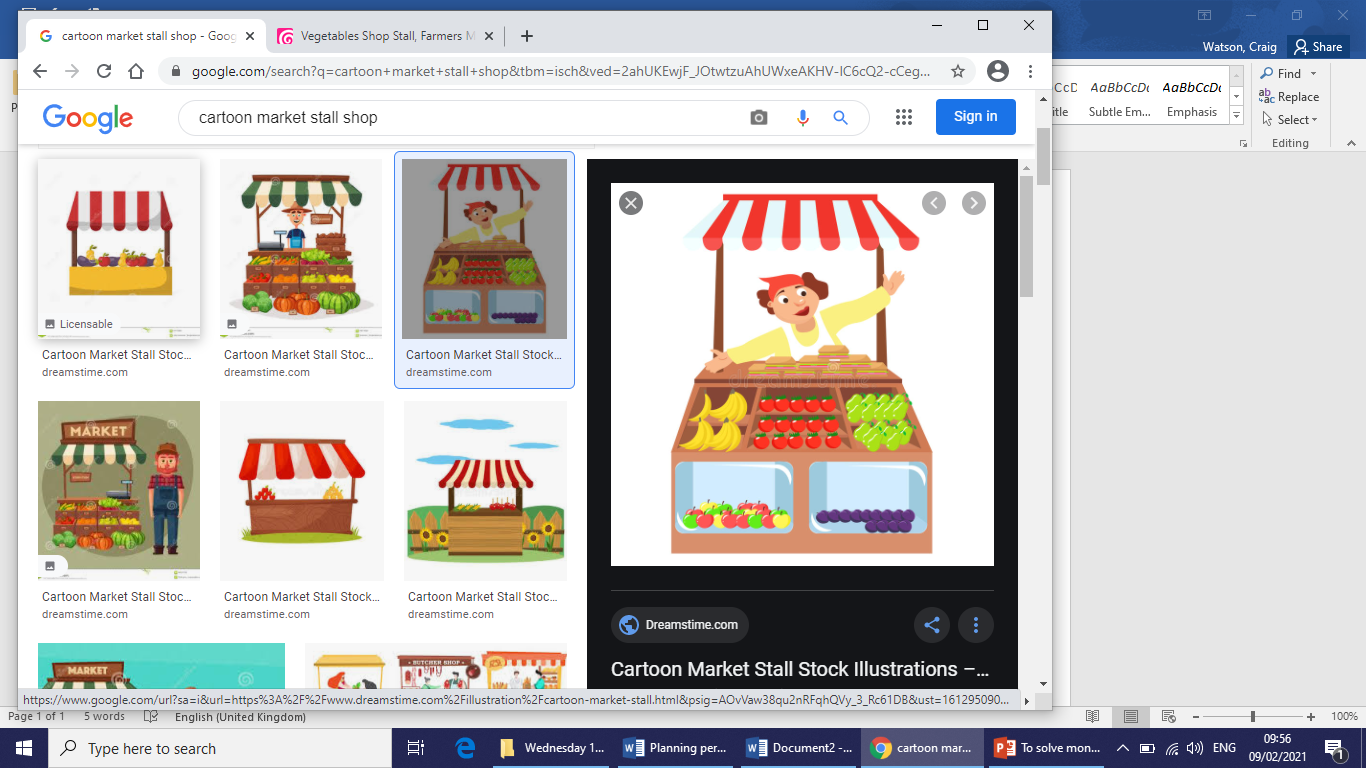 cartoon market stall shop - Goog
Vegetables Shop Stall, Farmers M
Watson, Craig
Share
google.com/search?q=cartoon+market+stall+shop&tbm=isch&ved=2ahUKEwjF_JOtwtzuAhUWxeAKHV-IC6cQ2-cCeg...
Google
cartoon market stall shop
Sign in
AaBbCcDc
AaBbCcDc
Subtle Em...
Emphasis
Find
Replace
Select
Editing
Licensable
Cartoon Market Stall Stoc...
dreamstime.com
Cartoon Market Stall Stoc...
dreamstime.com
Cartoon Market Stall Stock...
dreamstime.com
MARKET
Cartoon Market Stall Stoc...
dreamstime.com
Cartoon Market Stall Stock...
dreamstime.com
Cartoon Market Stall Stoc...
dreamstime.com
MARKET
BUTCHER SHOP
Dreamstime.com
Cartoon Market Stall Stock Illustrations –...
https://www.google.com/url?sa=i&url=https%3A%2F%2Fwww.dreamstime.com%2Fillustration%2Fcartoon-market-stall.html&psig=AOvVaw38qu2nRFqhQVy_3_Rc61DB&ust=161295090...
Page 1 of 1
5 words
English (United Kingdom)
100%
Type here to search
Wednesday 1...
Planning per...
Document2 -...
cartoon mar...
To solve mon...
ENG
09:56
09/02/2021
1